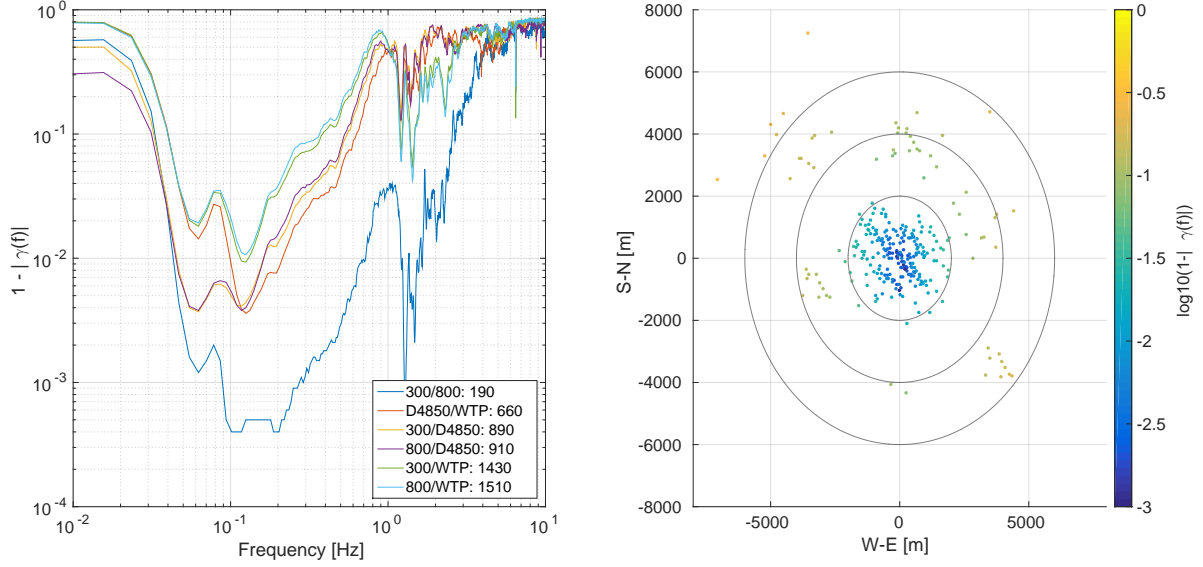 10^0
10^-1
10^-2
10^-3
10^-4
1 - | γ(f)|
10^-2
10^-1
10^0
10^1
Frequency [Hz]
300/800: 190
D4850/WTP: 660
300/D4850: 890
800/D4850: 910
300/WTP: 1430
800/WTP: 1510
8000
6000
4000
2000
0
-2000
-4000
-6000
-8000
S-N [m]
-5000
0
5000
W-E [m]
0
-0.5
-1
-1.5
-2
-2.5
-3
log10(1-| γ(f)|)